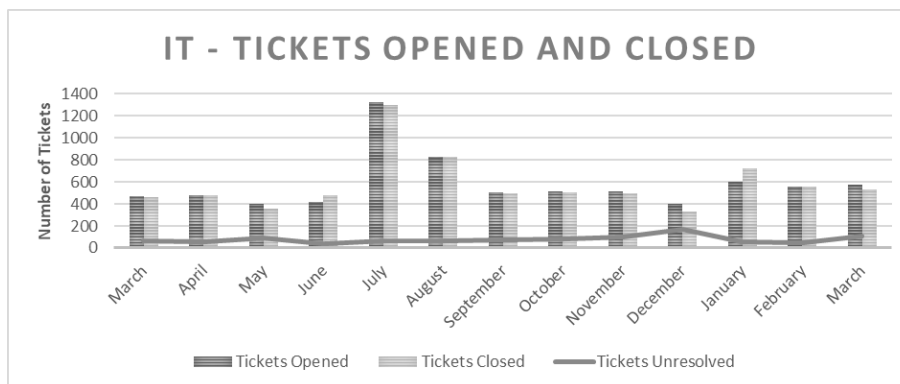 IT - TICKETS OPENED AND CLOSED
Number of Tickets
1400
1200
1000
800
600
400
200
0
March April May June July August September October November December January February March
Tickets Opened Tickets Closed Tickets Unresolved